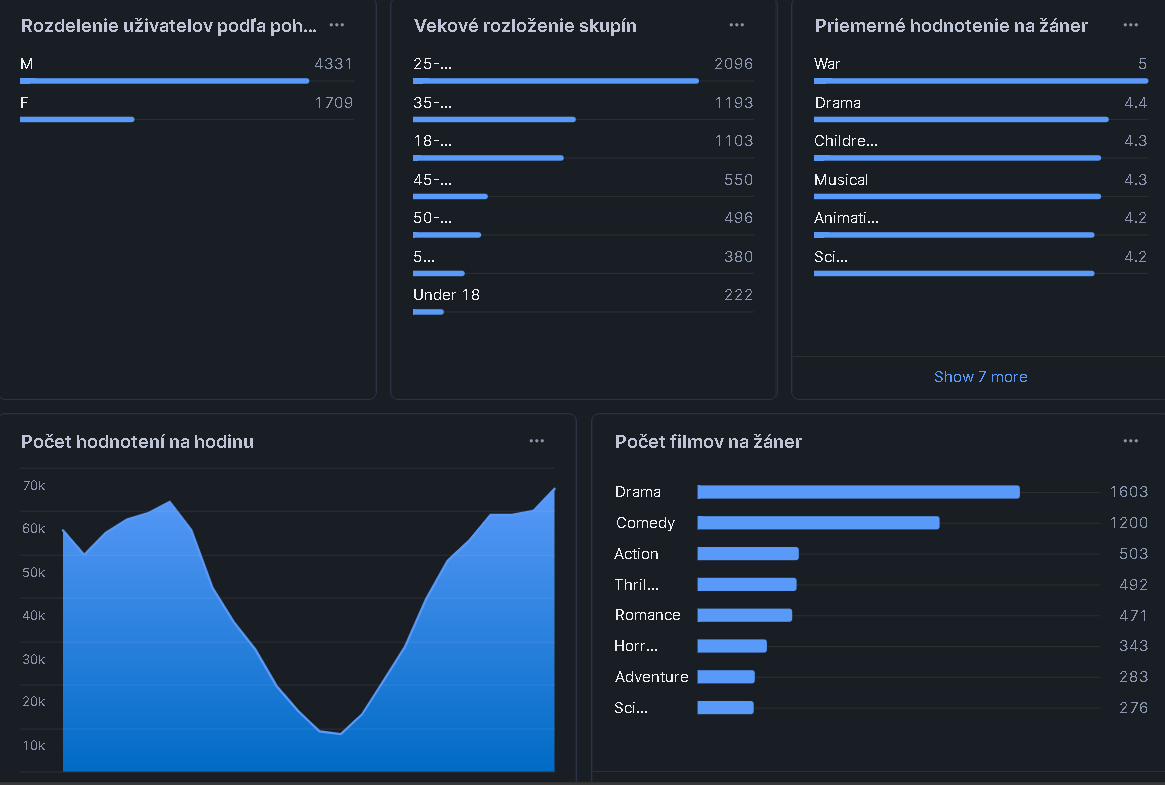 Rozdelenie uživatelov podľa poh...
M 4331
F 1709
Vekové rozloženie skupín
25-... 2096
35-... 1193
18-... 1103
45-... 550
50-... 496
5... 380
Under 18 222
Priemerné hodnotenie na žáner
War 5
Drama 4.4
Childre... 4.3
Musical 4.3
Animati... 4.2
Sci... 4.2
Show 7 more
Počet hodnotení na hodinu
70k
60k
50k
40k
30k
20k
10k
Počet filmov na žáner
Drama 1603
Comedy 1200
Action 503
Thril... 492
Romance 471
Horr... 343
Adventure 283
Sci... 276